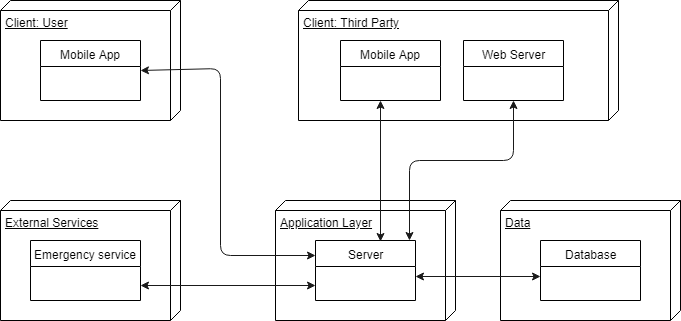 Client: User
Mobile App
Client: Third Party
Mobile App
Web Server
External Services
Emergency service
Application Layer
Server
Data
Database